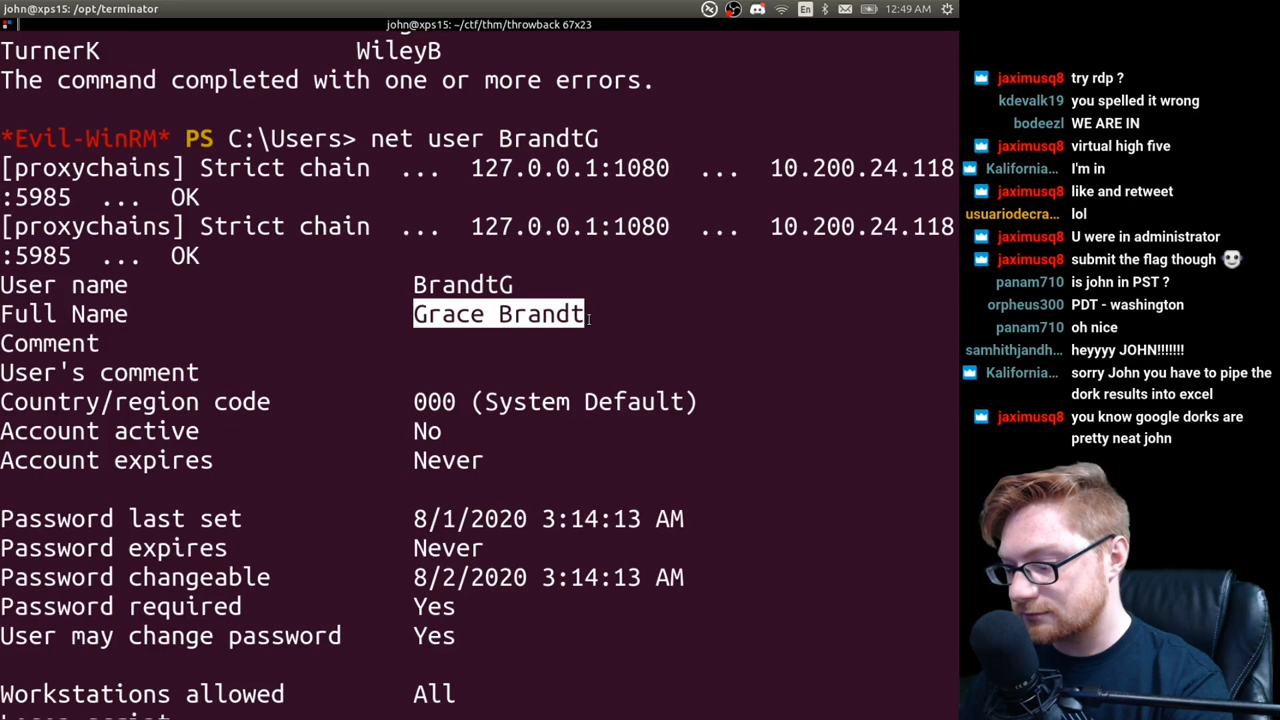 john@xps15: /opt/terminator
En
12:49 AM
john@xps15: ~/ctf/thm/throwback 67x23
TurnerK WileyB
The command completed with one or more errors.
*Evil-WinRM* PS C:\Users> net user BrandtG
[proxychains] Strict chain ... 127.0.0.1:1080 ... 10.200.24.118
:5985 ... OK
[proxychains] Strict chain ... 127.0.0.1:1080 ... 10.200.24.118
:5985 ... OK
User name BrandtG
Full Name Grace Brandt
Comment
User's comment
Country/region code 000 (System Default)
Account active No
Account expires Never
Password last set 8/1/2020 3:14:13 AM
Password expires Never
Password changeable 8/2/2020 3:14:13 AM
Password required Yes
User may change password Yes
Workstations allowed All
jaximusq8 try rdp ?
kdevalk19 you spelled it wrong
bodeezl WE ARE IN
jaximusq8 virtual high five
Kalifornia... I'm in
jaximusq8 like and retweet
usuariodecra... lol
jaximusq8 U were in administrator
jaximusq8 submit the flag though
panam710 is john in PST ?
orpheus300 PDT - washington
panam710 oh nice
samhithjandh... heyyyy JOHN!!!!!!!
Kalifornia... sorry John you have to pipe the
dork results into excel
jaximusq8 you know google dorks are
pretty neat john